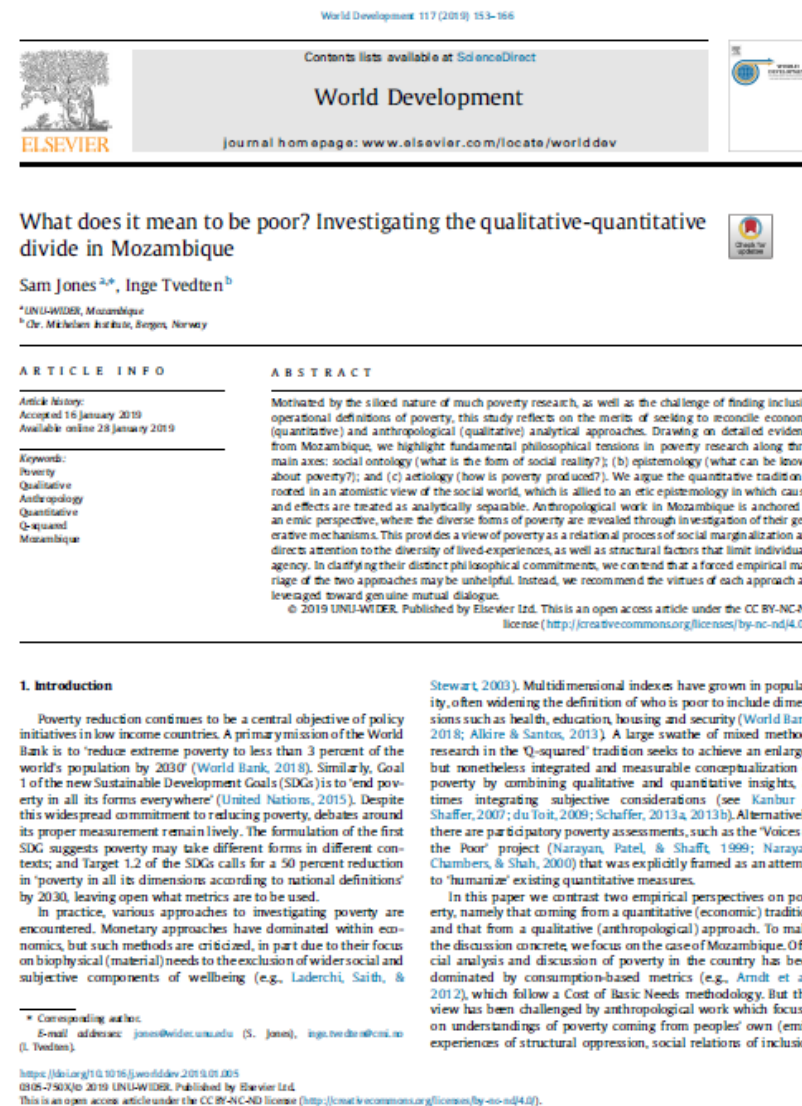 World Development 117 (2019) 153–166
Contents lists available at ScienceDirect
World Development
journal homepage: www.elsevier.com/locate/worlddev
ELSEVIER
What does it mean to be poor? Investigating the qualitative-quantitative
divide in Mozambique
Check for
updates
Sam Jones a,*, Inge Tvedten b
a UNU-WIDER, Mozambique
b Chr. Michelsen Institute, Bergen, Norway
ARTICLE INFO
Article history:
Accepted 16 January 2019
Available online 28 January 2019
Keywords:
Poverty
Qualitative
Anthropology
Quantitative
Q-squared
Mozambique
ABSTRACT
Motivated by the siloed nature of much poverty research, as well as the challenge of finding inclusi
operational definitions of poverty, this study reflects on the merits of seeking to reconcile econom
(quantitative) and anthropological (qualitative) analytical approaches. Drawing on detailed eviden
from Mozambique, we highlight fundamental philosophical tensions in poverty research along thr
main axes: social ontology (what is the form of social reality?); (b) epistemology (what can be know
about poverty?); and (c) aetiology (how is poverty produced?). We argue the quantitative tradition
rooted in an atomistic view of the social world, which is allied to an etic epistemology in which caus
and effects are treated as analytically separable. Anthropological work in Mozambique is anchored
an emic perspective, where the diverse forms of poverty are revealed through investigation of their ge
erative mechanisms. This provides a view of poverty as a relational process of social marginalization a
directs attention to the diversity of lived-experiences, as well as structural factors that limit individua
agency. In clarifying their distinct philosophical commitments, we contend that a forced empirical ma
riage of the two approaches may be unhelpful. Instead, we recommend the virtues of each approach a
leveraged toward genuine mutual dialogue.
© 2019 UNU-WIDER. Published by Elsevier Ltd. This is an open access article under the CC BY-NC-N
license (http://creativecommons.org/licenses/by-nc-nd/4.0
1. Introduction
Poverty reduction continues to be a central objective of policy
initiatives in low income countries. A primary mission of the World
Bank is to 'reduce extreme poverty to less than 3 percent of the
world's population by 2030' (World Bank, 2018). Similarly, Goal
1 of the new Sustainable Development Goals (SDGs) is to 'end pov-
erty in all its forms everywhere' (United Nations, 2015). Despite
this widespread commitment to reducing poverty, debates around
its proper measurement remain lively. The formulation of the first
SDG suggests poverty may take different forms in different con-
texts; and Target 1.2 of the SDGs calls for a 50 percent reduction
in 'poverty in all its dimensions according to national definitions'
by 2030, leaving open what metrics are to be used.
In practice, various approaches to investigating poverty are
encountered. Monetary approaches have dominated within eco-
nomics, but such methods are criticized, in part due to their focus
on biophysical (material) needs to the exclusion of wider social and
subjective components of wellbeing (e.g., Laderchi, Saith, &
Stewart, 2003). Multidimensional indexes have grown in popula
ity, often widening the definition of who is poor to include dime
sions such as health, education, housing and security (World Ban
2018; Alkire & Santos, 2013). A large swathe of mixed metho
research in the 'Q-squared' tradition seeks to achieve an enlarg
but nonetheless integrated and measurable conceptualization
poverty by combining qualitative and quantitative insights,
times integrating subjective considerations (see Kanbur
Shaffer, 2007; du Toit, 2009; Schaffer, 2013a, 2013b). Alternativel
there are participatory poverty assessments, such as the 'Voices
the Poor' project (Narayan, Patel, & Shafft, 1999; Naraya
Chambers, & Shah, 2000) that was explicitly framed as an attem
to 'humanize' existing quantitative measures.
In this paper we contrast two empirical perspectives on po
erty, namely that coming from a quantitative (economic) traditio
and that from a qualitative (anthropological) approach. To mak
the discussion concrete, we focus on the case of Mozambique. Of
cial analysis and discussion of poverty in the country has bee
dominated by consumption-based metrics (e.g., Arndt et a
2012), which follow a Cost of Basic Needs methodology. But th
view has been challenged by anthropological work which focus
on understandings of poverty coming from peoples' own (em
experiences of structural oppression, social relations of inclusio
* Corresponding author.
E-mail addresses: jones@wider.unu.edu (S. Jones), inge.tvedten@cmi.no
(I. Tvedten).
https://doi.org/10.1016/j.worlddev.2019.01.005
0305-750X/© 2019 UNU-WIDER. Published by Elsevier Ltd.
This is an open access article under the CC BY-NC-ND license (http://creativecommons.org/licenses/by-nc-nd/4.0/).